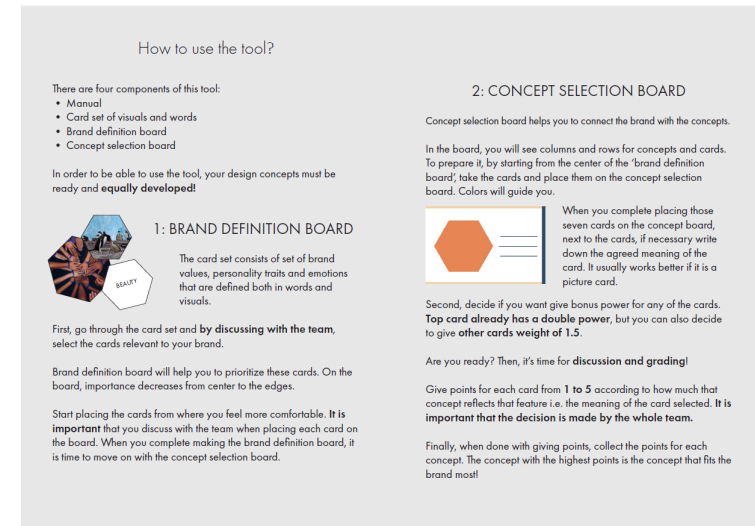 How to use the tool?
There are four components of this tool:
• Manual
• Card set of visuals and words
• Brand definition board
• Concept selection board
In order to be able to use the tool, your design concepts must be
ready and equally developed!
BEAUTY
1: BRAND DEFINITION BOARD
The card set consists of set of brand
values, personality traits and emotions
that are defined both in words and
visuals.
First, go through the card set and by discussing with the team,
select the cards relevant to your brand.
Brand definition board will help you to prioritize these cards. On the
board, importance decreases from center to the edges.
Start placing the cards from where you feel more comfortable. It is
important that you discuss with the team when placing each card on
the board. When you complete making the brand definition board, it
is time to move on with the concept selection board.
2: CONCEPT SELECTION BOARD
Concept selection board helps you to connect the brand with the concepts.
In the board, you will see columns and rows for concepts and cards.
To prepare it, by starting from the center of the ‘brand definition
board’, take the cards and place them on the concept selection
board. Colors will guide you.
When you complete placing those
seven cards on the concept board,
next to the cards, if necessary write
down the agreed meaning of the
card. It usually works better if it is a
picture card.
Second, decide if you want give bonus power for any of the cards.
Top card already has a double power, but you can also decide
to give other cards weight of 1.5.
Are you ready? Then, it’s time for discussion and grading!
Give points for each card from 1 to 5 according to how much that
concept reflects that feature i.e. the meaning of the card selected. It is
important that the decision is made by the whole team.
Finally, when done with giving points, collect the points for each
concept. The concept with the highest points is the concept that fits the
brand most!